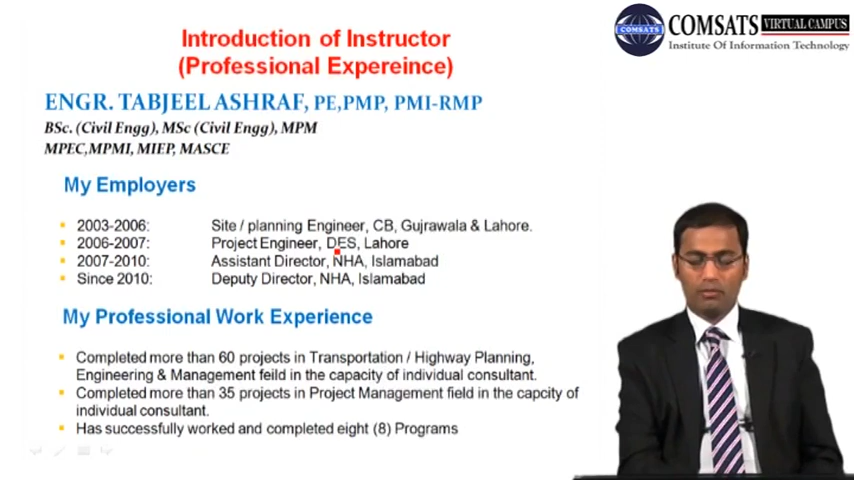 Introduction of Instructor
(Professional Expereince)
COMSATS VIRTUAL CAMPUS
Institute Of Information Technology
COMSATS
ENGR. TABJEEL ASHRAF, PE,PMP, PMI-RMP
BSc. (Civil Engg), MSc (Civil Engg), MPM
MPEC,MPMI, MIEP, MASCE
My Employers
2003-2006: Site / planning Engineer, CB, Gujrawala & Lahore.
2006-2007: Project Engineer, DES, Lahore
2007-2010: Assistant Director, NHA, Islamabad
Since 2010: Deputy Director, NHA, Islamabad
My Professional Work Experience
Completed more than 60 projects in Transportation / Highway Planning,
Engineering & Management feild in the capacity of individual consultant.
Completed more than 35 projects in Project Management field in the capcity of
individual consultant.
Has successfully worked and completed eight (8) Programs